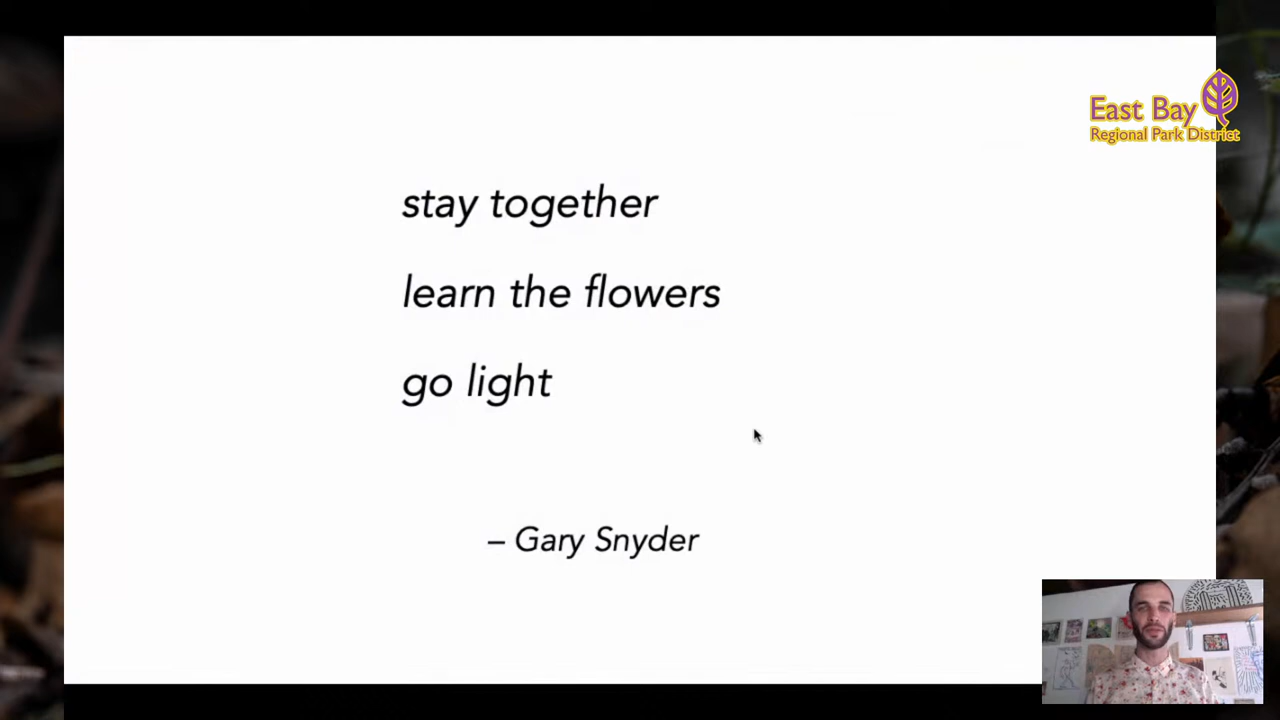 East Bay
Regional Park District
stay together
learn the flowers
go light
– Gary Snyder